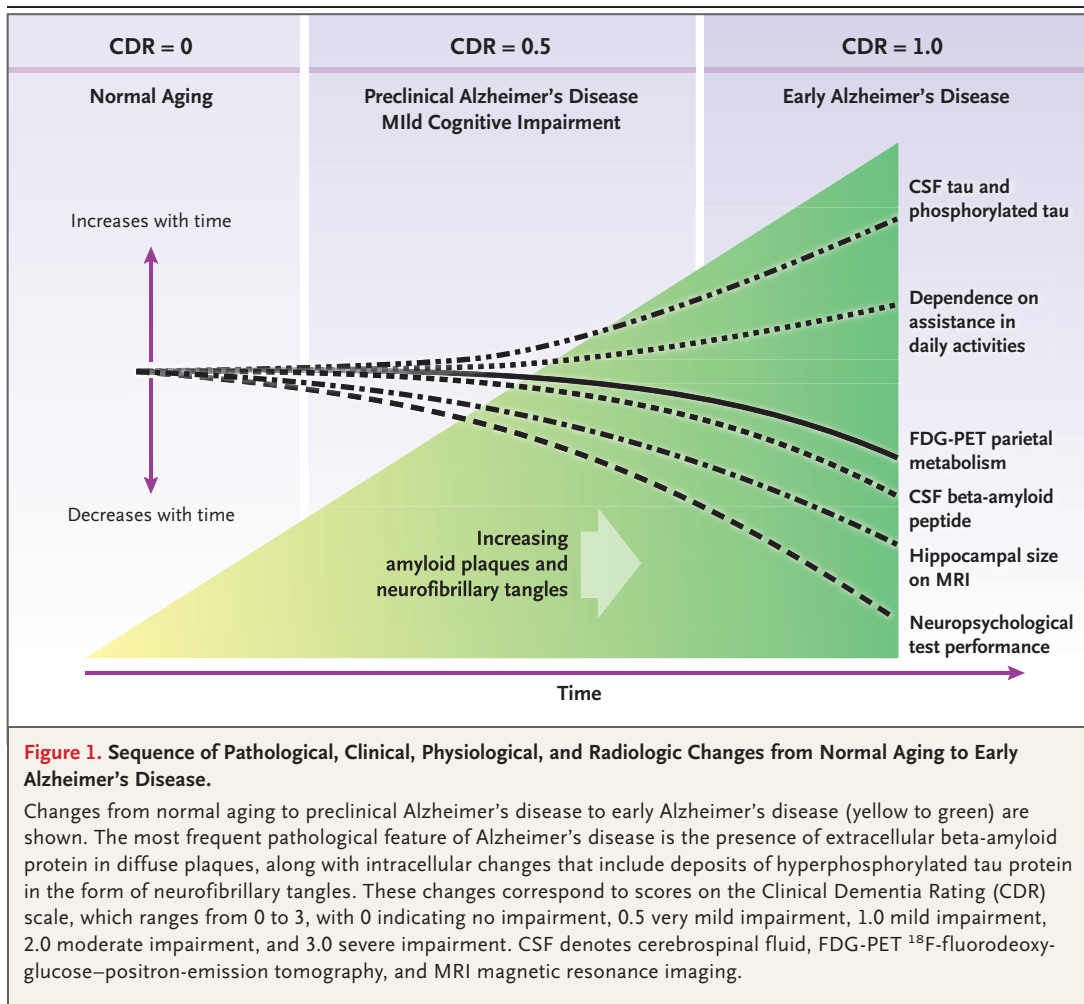 CDR = 0
CDR = 0.5
CDR = 1.0
Normal Aging
Preclinical Alzheimer’s Disease
MIld Cognitive Impairment
Early Alzheimer’s Disease
Increases with time
Decreases with time
CSF tau and
phosphorylated tau
Dependence on
assistance in
daily activities
FDG-PET parietal
metabolism
CSF beta-amyloid
peptide
Hippocampal size
on MRI
Neuropsychological
test performance
Increasing
amyloid plaques and
neurofibrillary tangles
Time
Figure 1. Sequence of Pathological, Clinical, Physiological, and Radiologic Changes from Normal Aging to Early
Alzheimer’s Disease.
Changes from normal aging to preclinical Alzheimer’s disease to early Alzheimer’s disease (yellow to green) are
shown. The most frequent pathological feature of Alzheimer’s disease is the presence of extracellular beta-amyloid
protein in diffuse plaques, along with intracellular changes that include deposits of hyperphosphorylated tau protein
in the form of neurofibrillary tangles. These changes correspond to scores on the Clinical Dementia Rating (CDR)
scale, which ranges from 0 to 3, with 0 indicating no impairment, 0.5 very mild impairment, 1.0 mild impairment,
2.0 moderate impairment, and 3.0 severe impairment. CSF denotes cerebrospinal fluid, FDG-PET ¹⁸F-fluorodeoxy-
glucose–positron-emission tomography, and MRI magnetic resonance imaging.